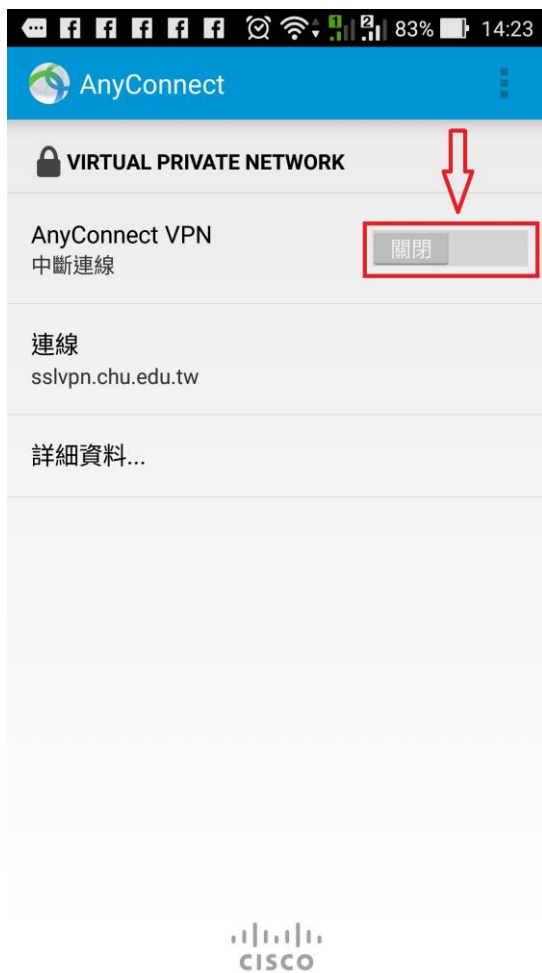 83% 14:23
AnyConnect
VIRTUAL PRIVATE NETWORK
AnyConnect VPN
關閉
中斷連線
連線
sslvpn.chu.edu.tw
詳細資料...
CISCO